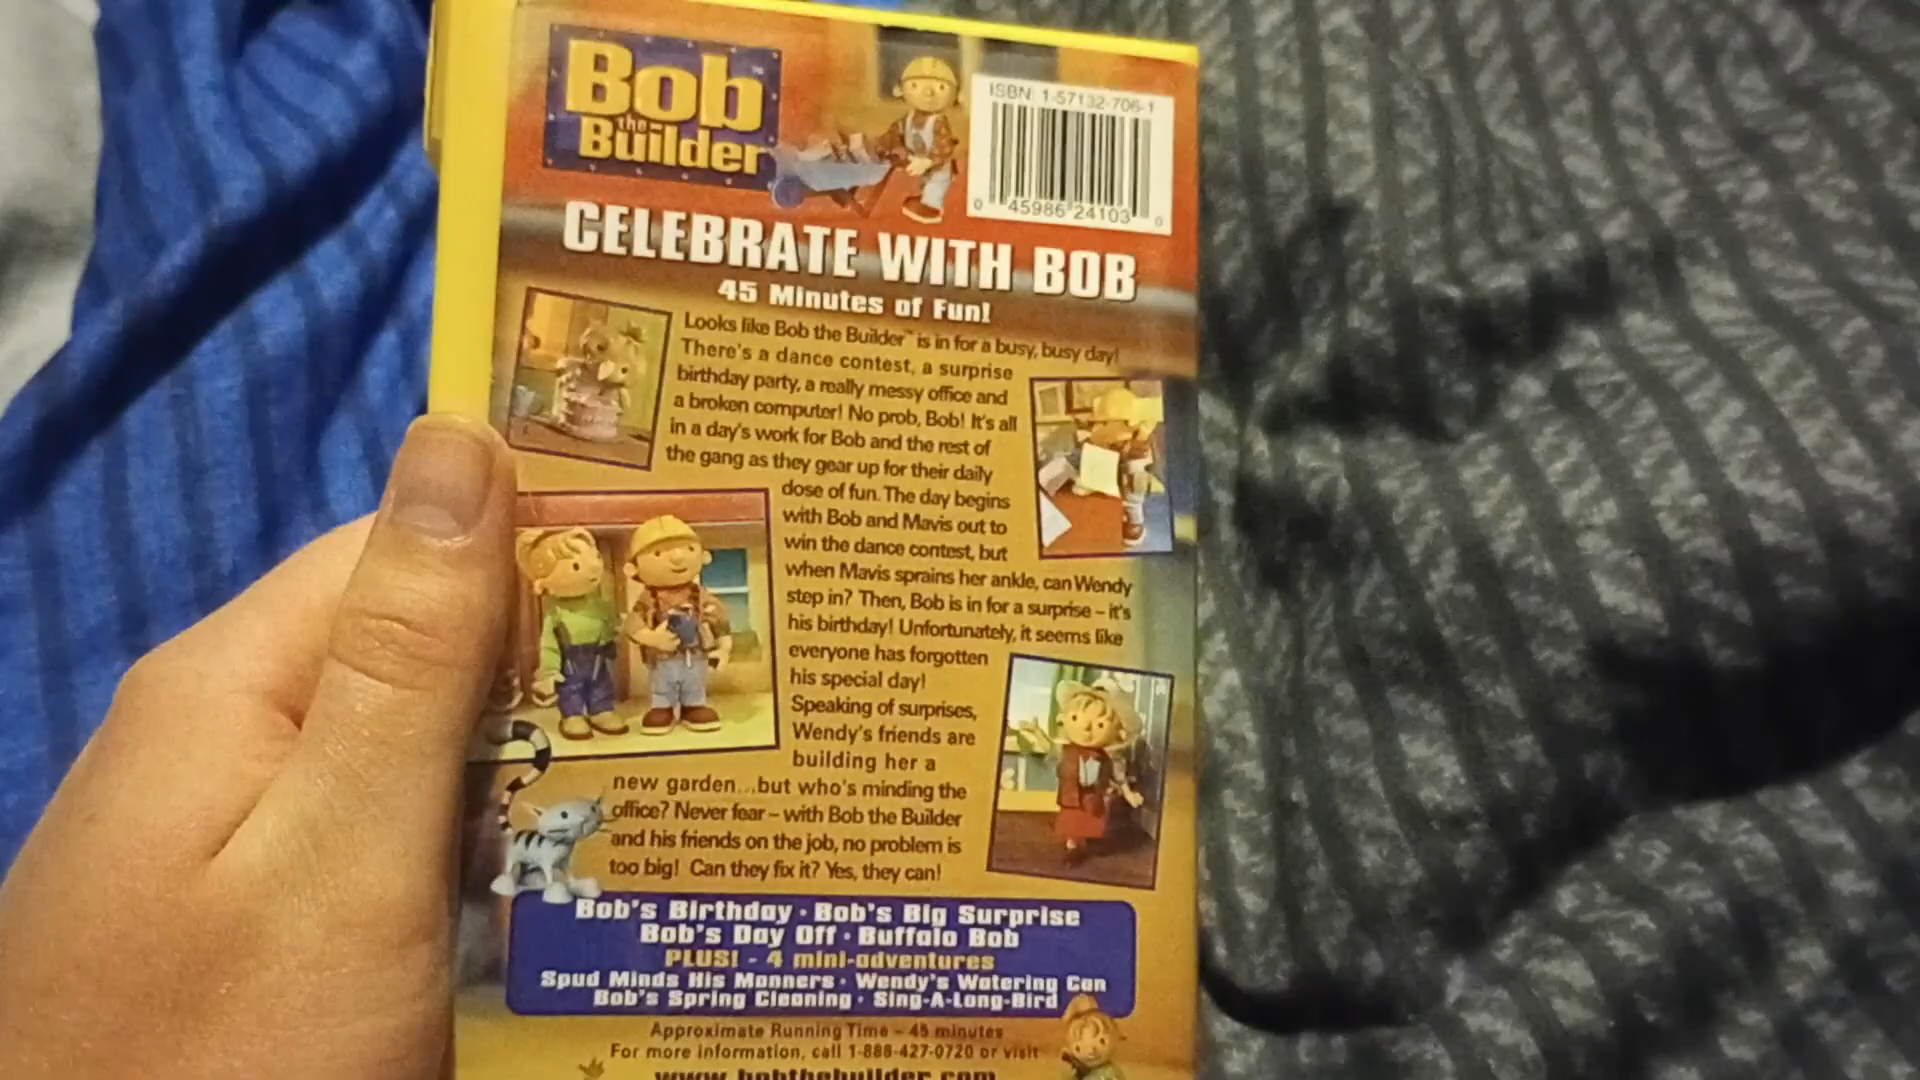 Bob
the
Builder™
ISBN: 1-57132-706-1
0 45986 24103 0
CELEBRATE WITH BOB
45 Minutes of Fun!
Looks like Bob the Builder™ is in for a busy, busy day!
There's a dance contest, a surprise
birthday party, a really messy office and
a broken computer! No prob, Bob! It's all
in a day's work for Bob and the rest of
the gang as they gear up for their daily
dose of fun. The day begins
with Bob and Mavis out to
win the dance contest, but
when Mavis sprains her ankle, can Wendy
step in? Then, Bob is in for a surprise – it's
his birthday! Unfortunately, it seems like
everyone has forgotten
his special day!
Speaking of surprises,
Wendy's friends are
building her a
new garden...but who's minding the
office? Never fear – with Bob the Builder
and his friends on the job, no problem is
too big! Can they fix it? Yes, they can!
Bob's Birthday · Bob's Big Surprise
Bob's Day Off · Buffalo Bob
PLUS! - 4 mini-adventures
Spud Minds His Manners · Wendy's Watering Can
Bob's Spring Cleaning · Sing-A-Long-Bird
Approximate Running Time – 45 minutes
For more information, call 1-888-427-0720 or visit
www.bobthebuilder.com